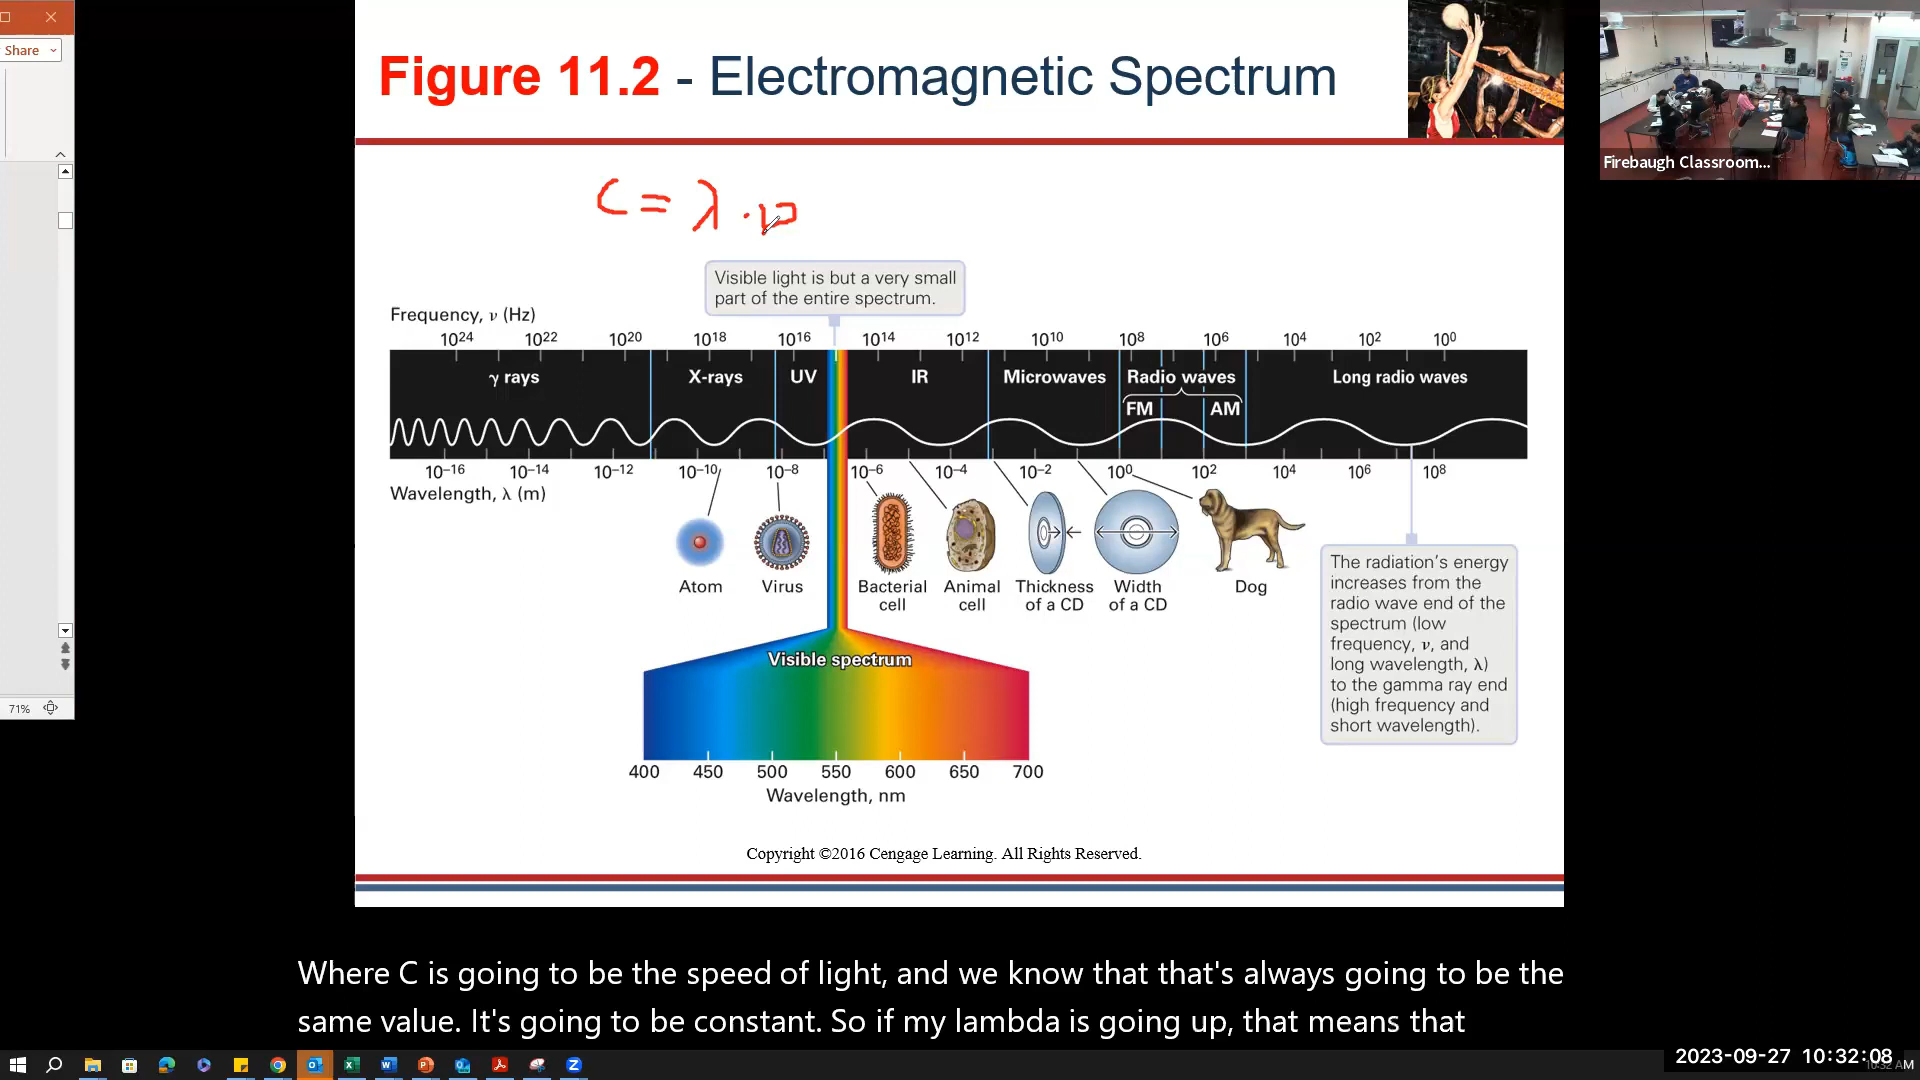 Share
Figure 11.2 - Electromagnetic Spectrum
Firebaugh Classroom...
C = λ · ν
Visible light is but a very small
part of the entire spectrum.
Frequency, ν (Hz)
10²⁴ 10²² 10²⁰ 10¹⁸ 10¹⁶ 10¹⁴ 10¹² 10¹⁰ 10⁸ 10⁶ 10⁴ 10² 10⁰
γ rays X-rays UV IR Microwaves Radio waves Long radio waves
FM AM
10⁻¹⁶ 10⁻¹⁴ 10⁻¹² 10⁻¹⁰ 10⁻⁸ 10⁻⁶ 10⁻⁴ 10⁻² 10⁰ 10² 10⁴ 10⁶ 10⁸
Wavelength, λ (m)
Atom Virus Bacterial Animal Thickness Width Dog
cell cell of a CD of a CD
The radiation's energy
increases from the
radio wave end of the
spectrum (low
frequency, ν, and
long wavelength, λ)
to the gamma ray end
(high frequency and
short wavelength).
Visible spectrum
400 450 500 550 600 650 700
Wavelength, nm
71%
Copyright ©2016 Cengage Learning. All Rights Reserved.
Where C is going to be the speed of light, and we know that that's always going to be the
same value. It's going to be constant. So if my lambda is going up, that means that
2023-09-27 10:32:08